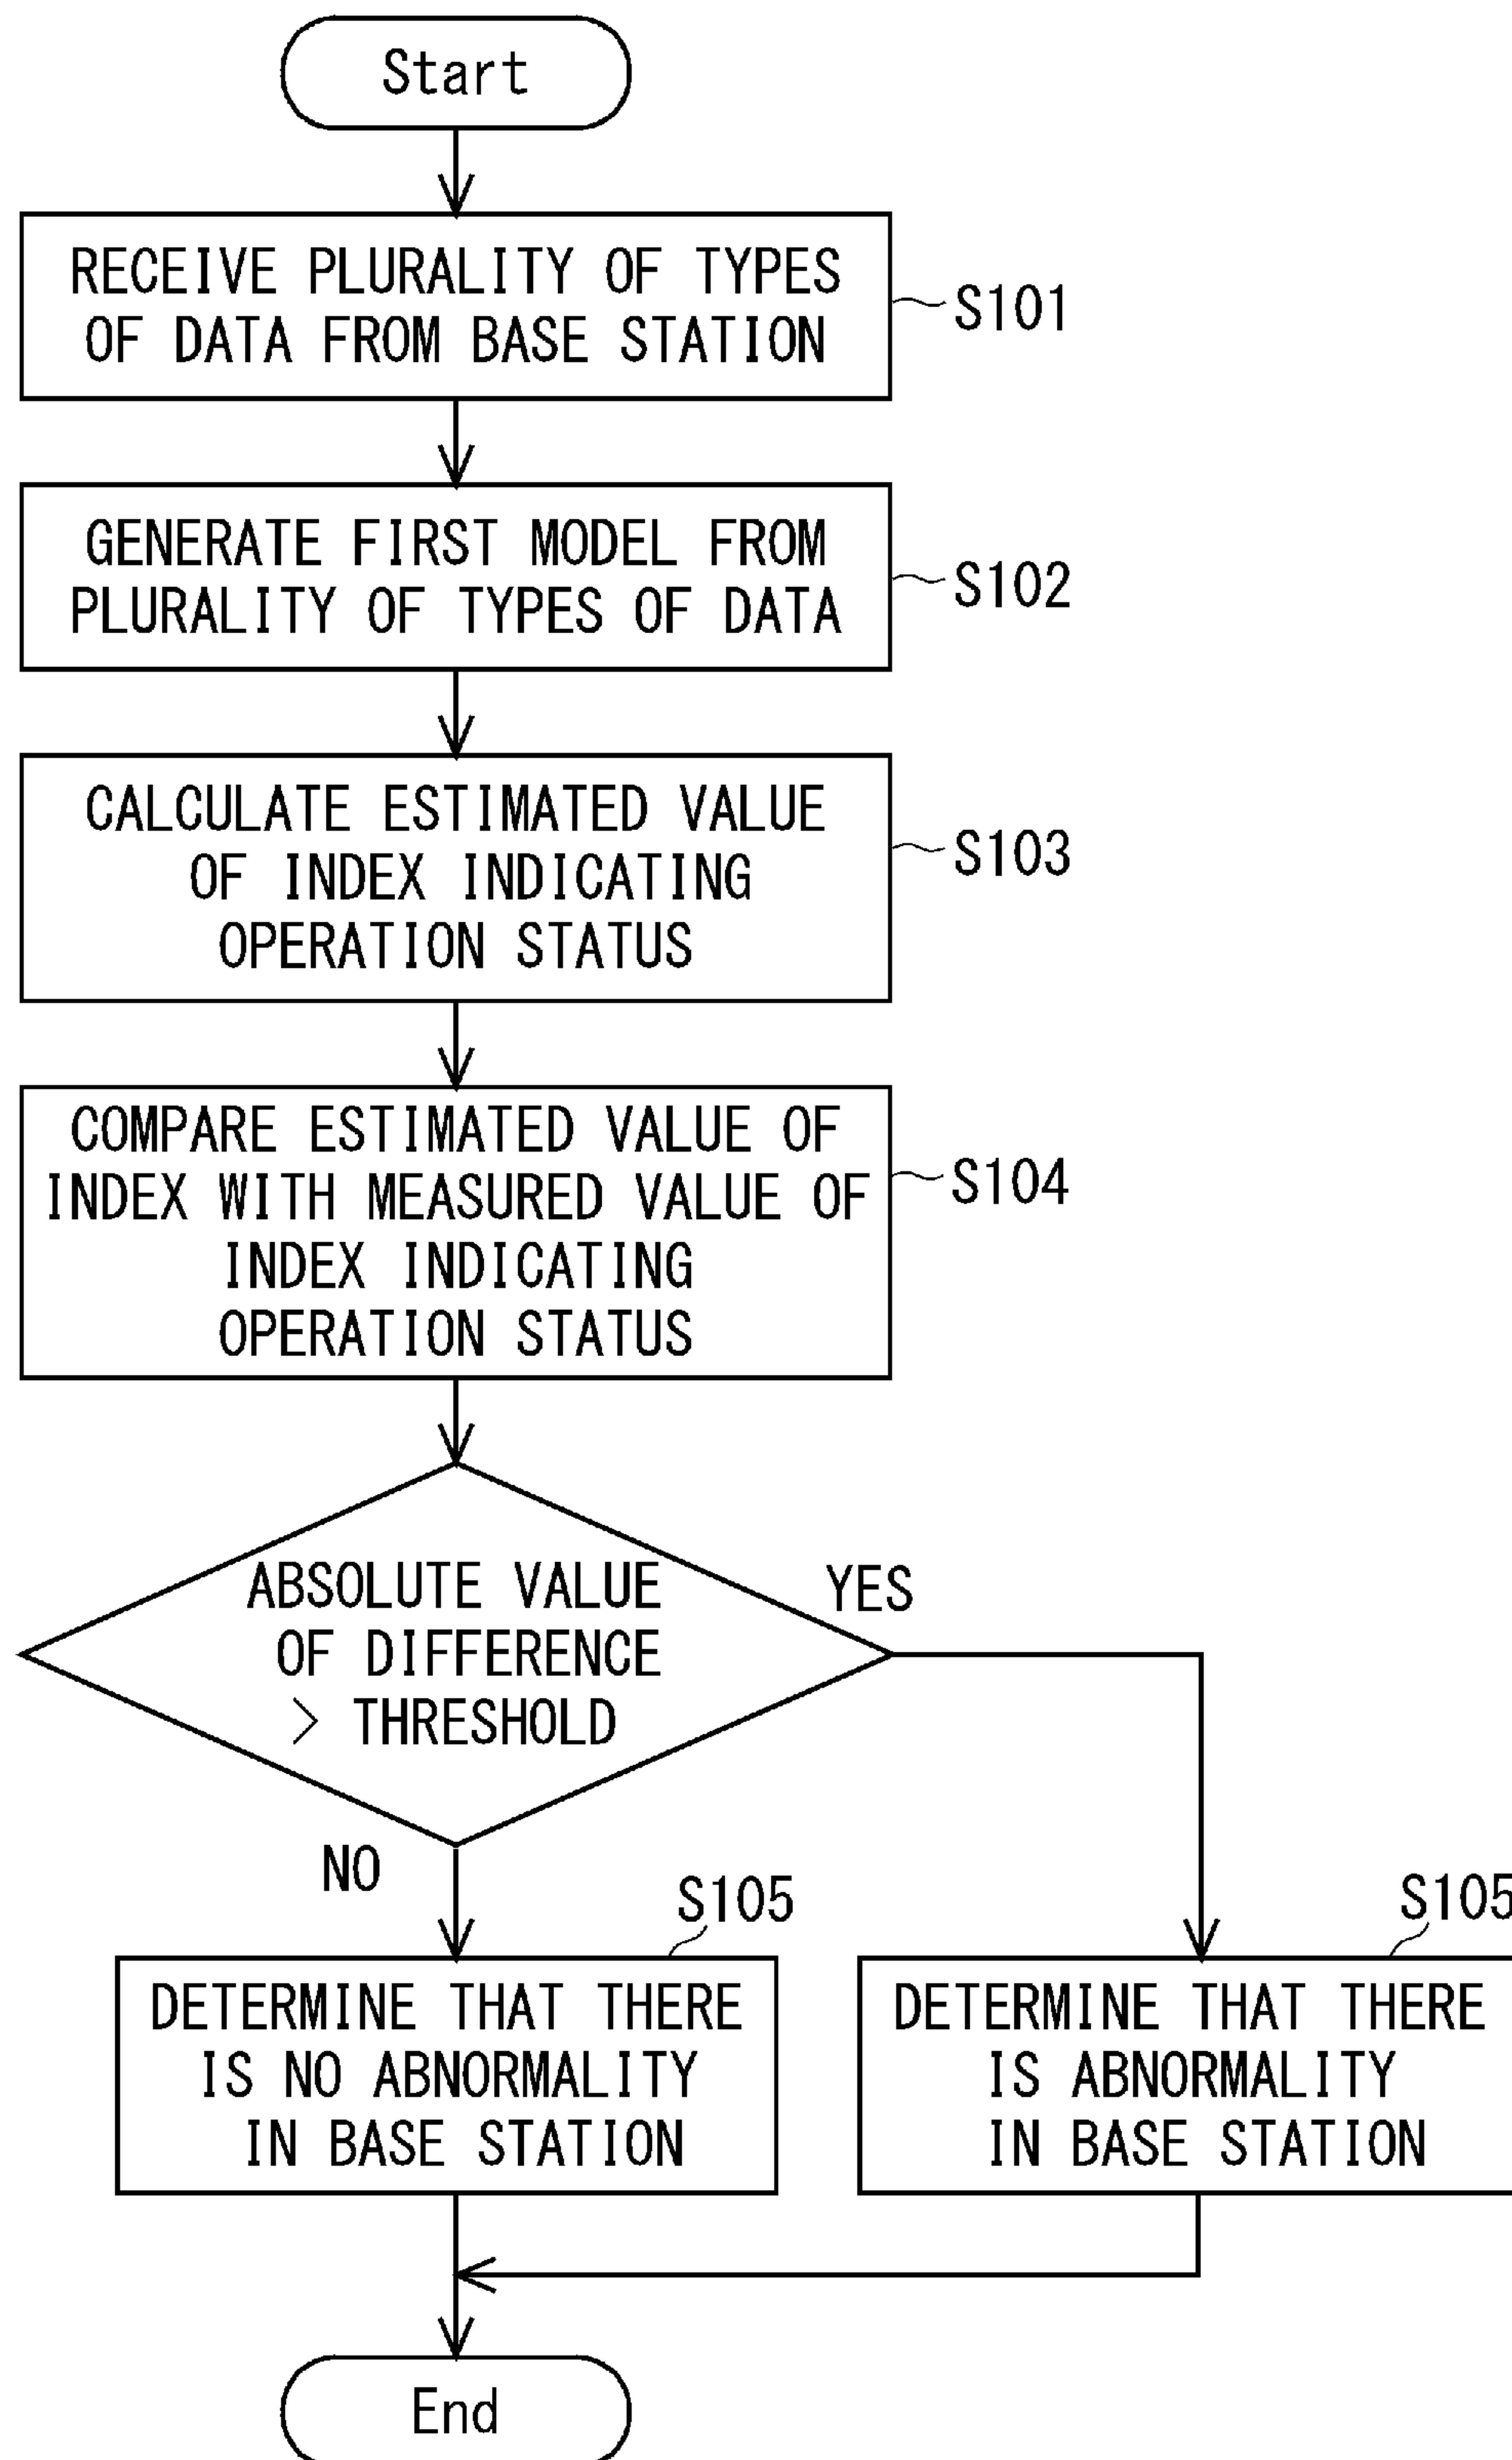 Start
RECEIVE PLURALITY OF TYPES
OF DATA FROM BASE STATION
S101
GENERATE FIRST MODEL FROM
PLURALITY OF TYPES OF DATA
S102
CALCULATE ESTIMATED VALUE
OF INDEX INDICATING
OPERATION STATUS
S103
COMPARE ESTIMATED VALUE OF
INDEX WITH MEASURED VALUE OF
INDEX INDICATING
OPERATION STATUS
S104
ABSOLUTE VALUE
OF DIFFERENCE
> THRESHOLD
YES
NO
S105
DETERMINE THAT THERE
IS NO ABNORMALITY
IN BASE STATION
S105
DETERMINE THAT THERE
IS ABNORMALITY
IN BASE STATION
End